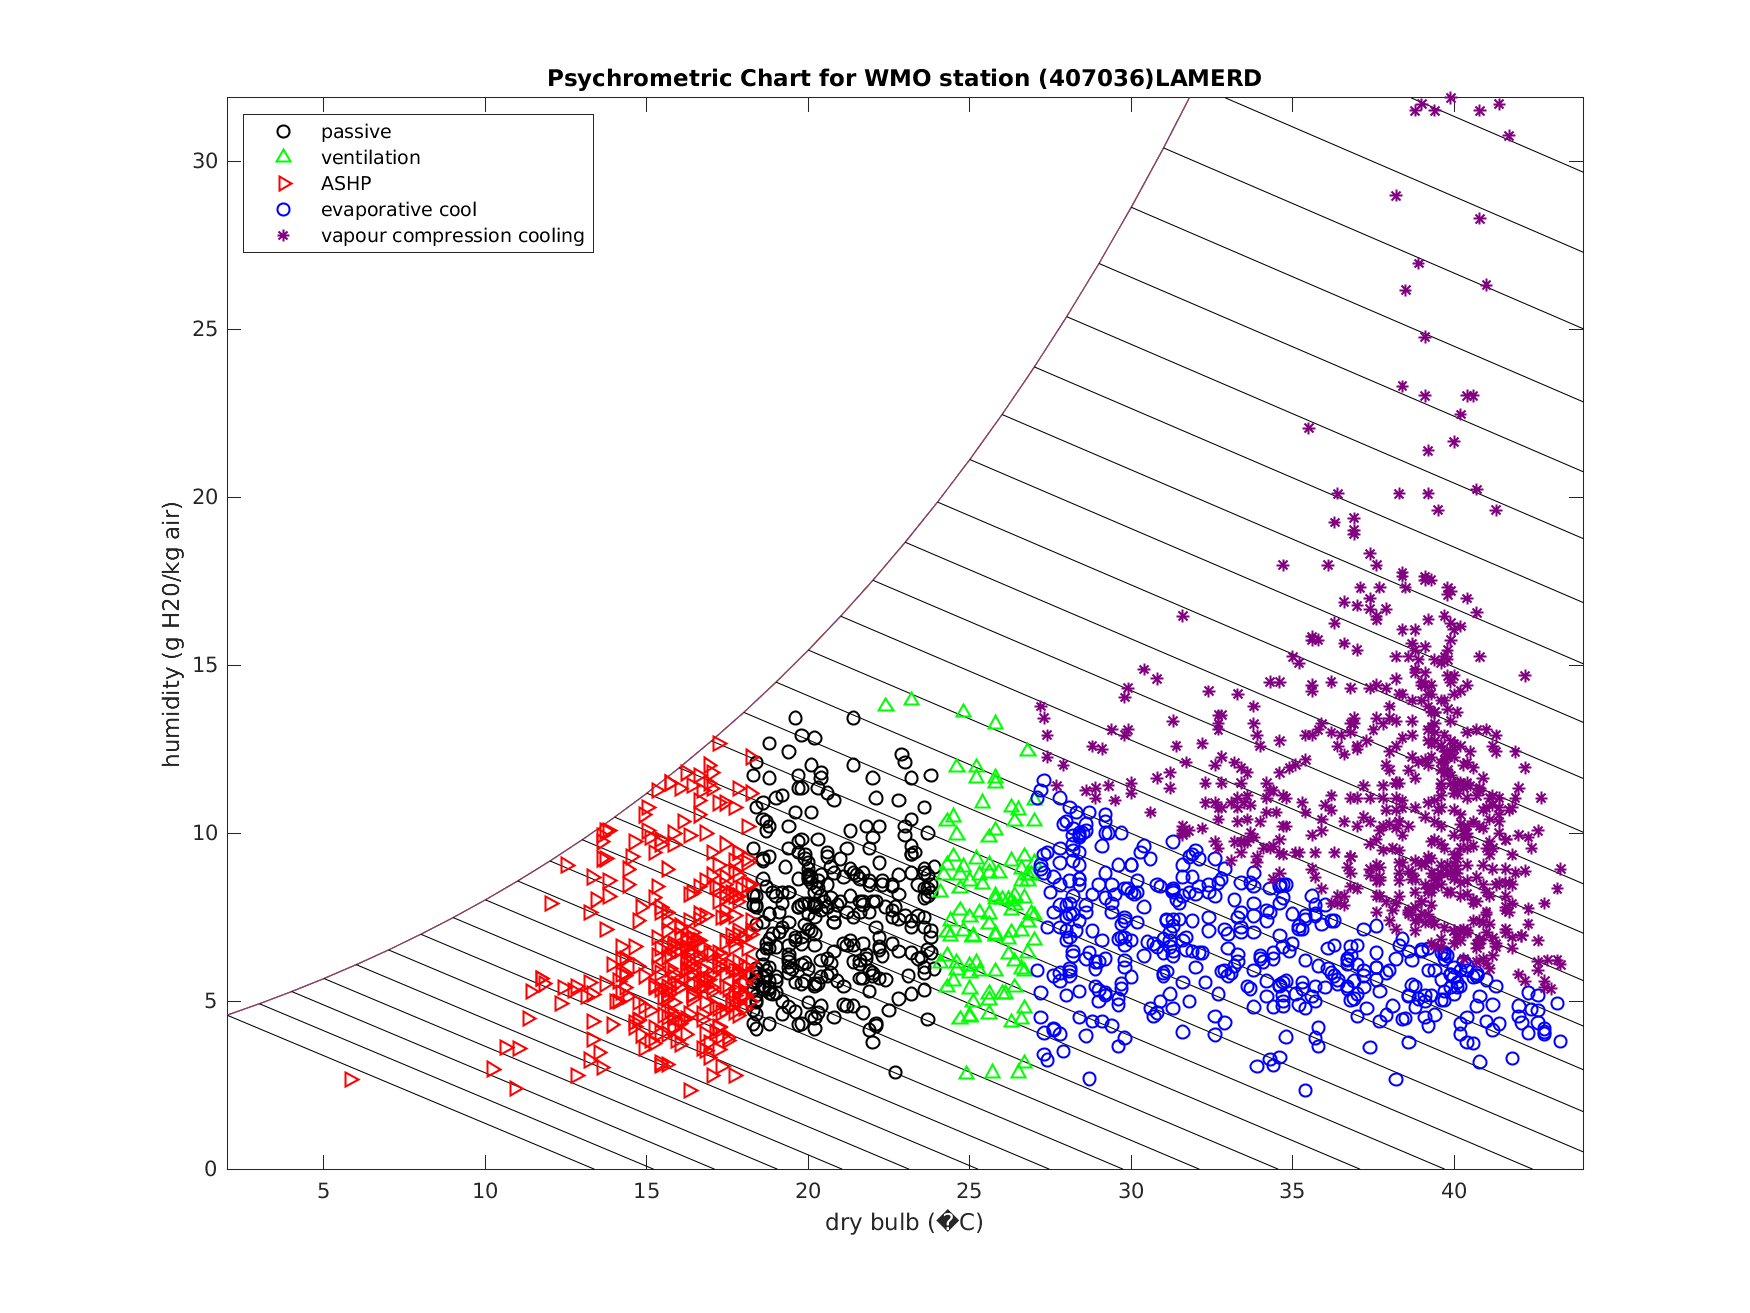 Psychrometric Chart for WMO station (407036)LAMERD
passive
ventilation
ASHP
evaporative cool
vapour compression cooling
humidity (g H20/kg air)
30
25
20
15
10
5
0
5 10 15 20 25 30 35 40
dry bulb (�C)